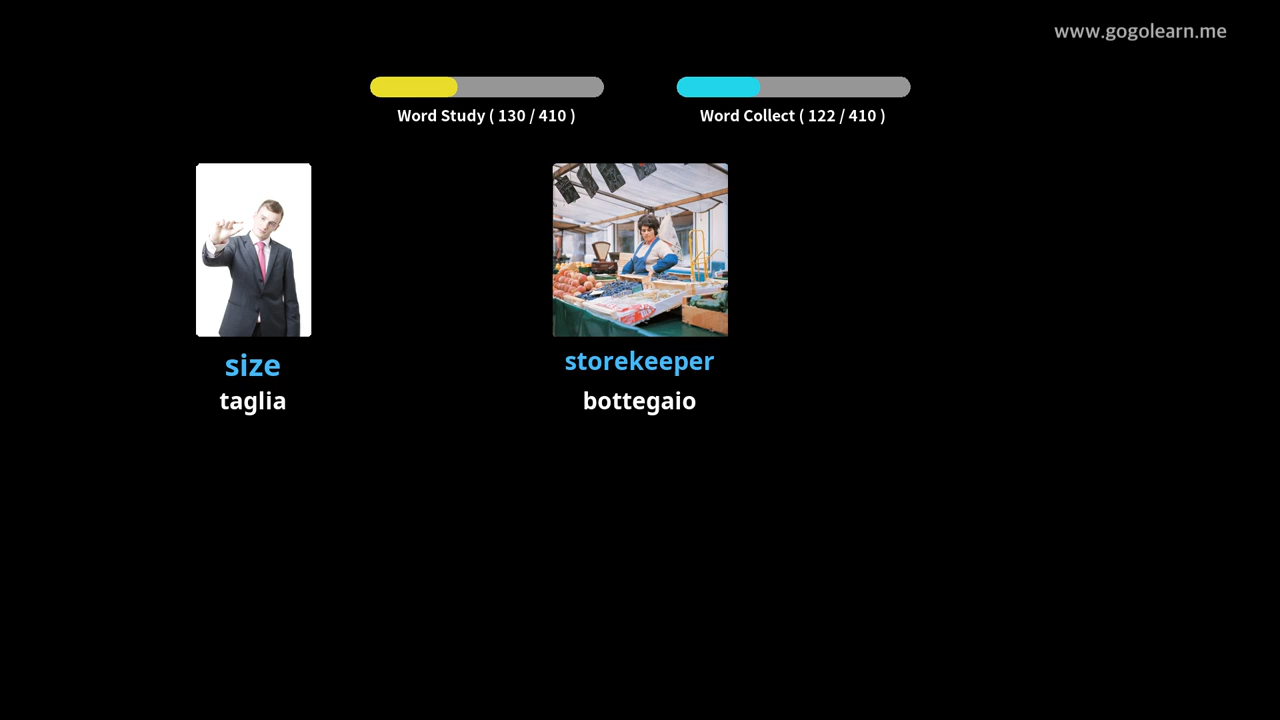 www.gogolearn.me
Word Study ( 130 / 410 )
Word Collect ( 122 / 410 )
size
taglia
storekeeper
bottegaio